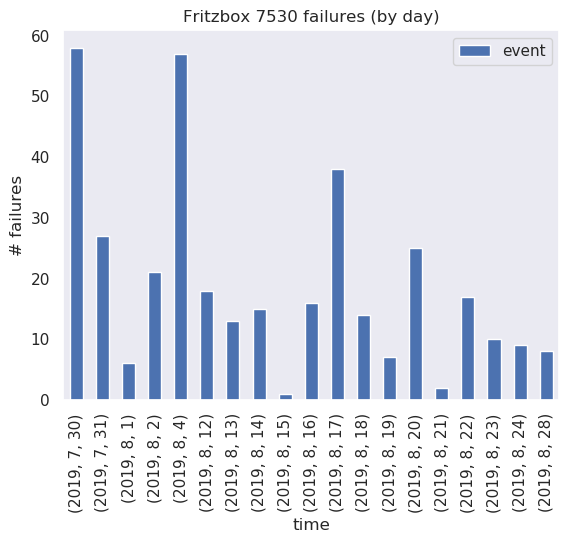 Fritzbox 7530 failures (by day)
event
# failures
60
50
40
30
20
10
0
(2019, 7, 30)
(2019, 7, 31)
(2019, 8, 1)
(2019, 8, 2)
(2019, 8, 4)
(2019, 8, 12)
(2019, 8, 13)
(2019, 8, 14)
(2019, 8, 15)
(2019, 8, 16)
(2019, 8, 17)
(2019, 8, 18)
(2019, 8, 19)
(2019, 8, 20)
(2019, 8, 21)
(2019, 8, 22)
(2019, 8, 23)
(2019, 8, 24)
(2019, 8, 28)
time